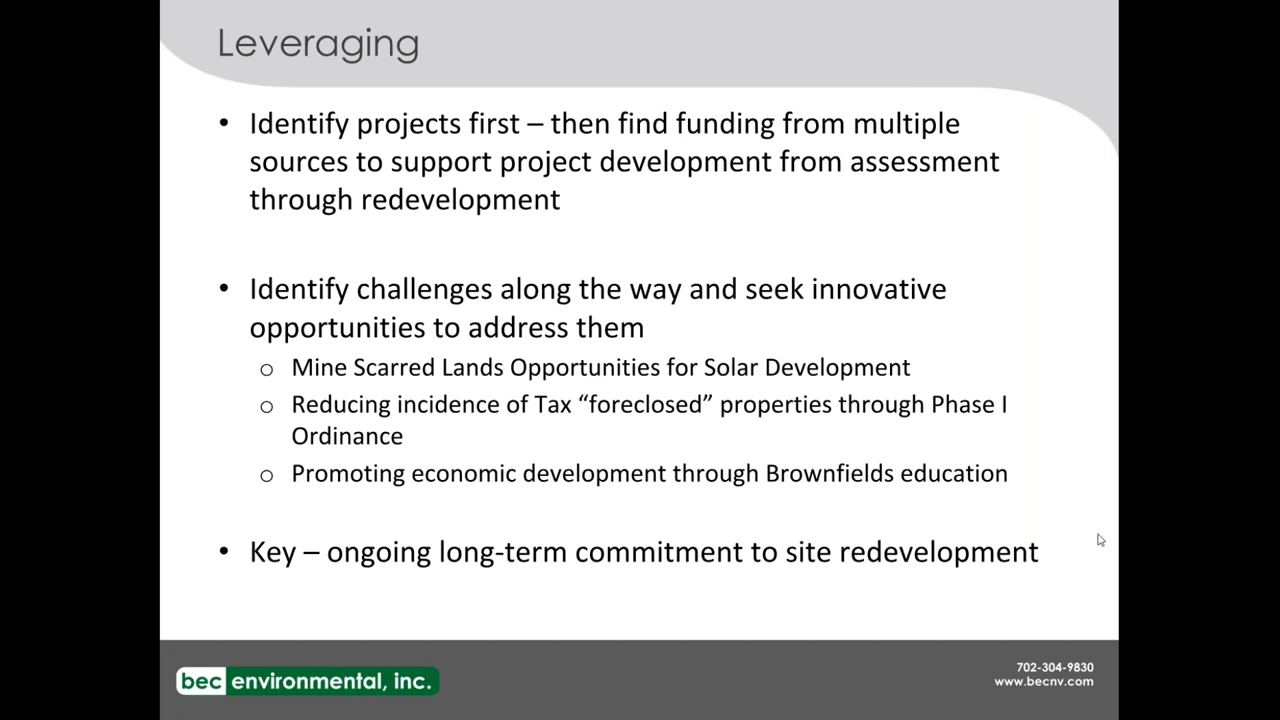 Leveraging
• Identify projects first – then find funding from multiple
sources to support project development from assessment
through redevelopment
• Identify challenges along the way and seek innovative
opportunities to address them
o Mine Scarred Lands Opportunities for Solar Development
o Reducing incidence of Tax “foreclosed” properties through Phase I
Ordinance
o Promoting economic development through Brownfields education
• Key – ongoing long-term commitment to site redevelopment
bec environmental, inc.
702-304-9830
www.becnv.com